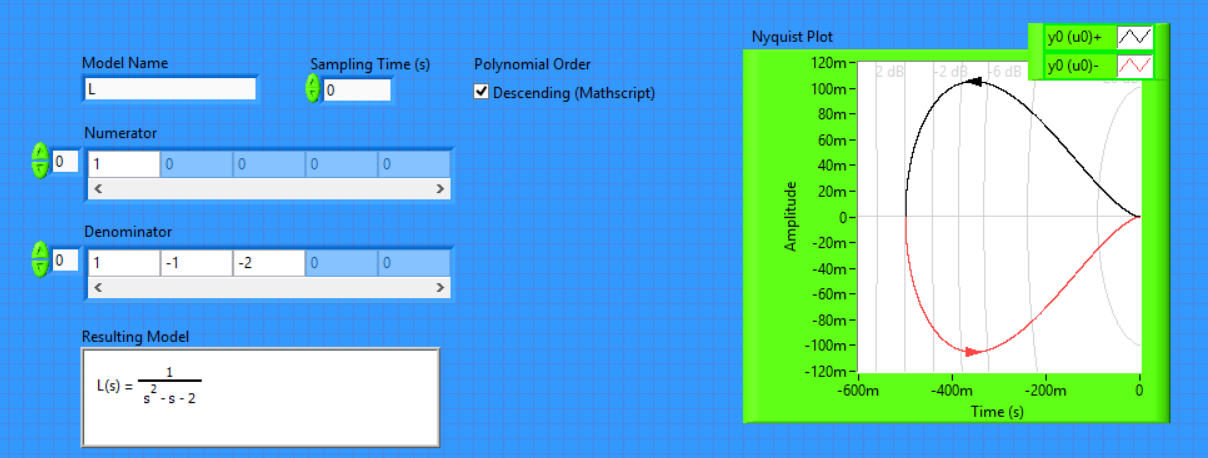 Model Name
L
Sampling Time (s)
0
Polynomial Order
Descending (Mathscript)
Numerator
0
1 0 0 0 0
Denominator
0
1 -1 -2 0 0
Resulting Model
L(s) = 1 / s^2 - s - 2
Nyquist Plot
y0 (u0)+
y0 (u0)-
2 dB -2 dB -6 dB
120m
100m
80m
60m
40m
20m
0
-20m
-40m
-60m
-80m
-100m
-120m
Amplitude
-600m -400m -200m 0
Time (s)